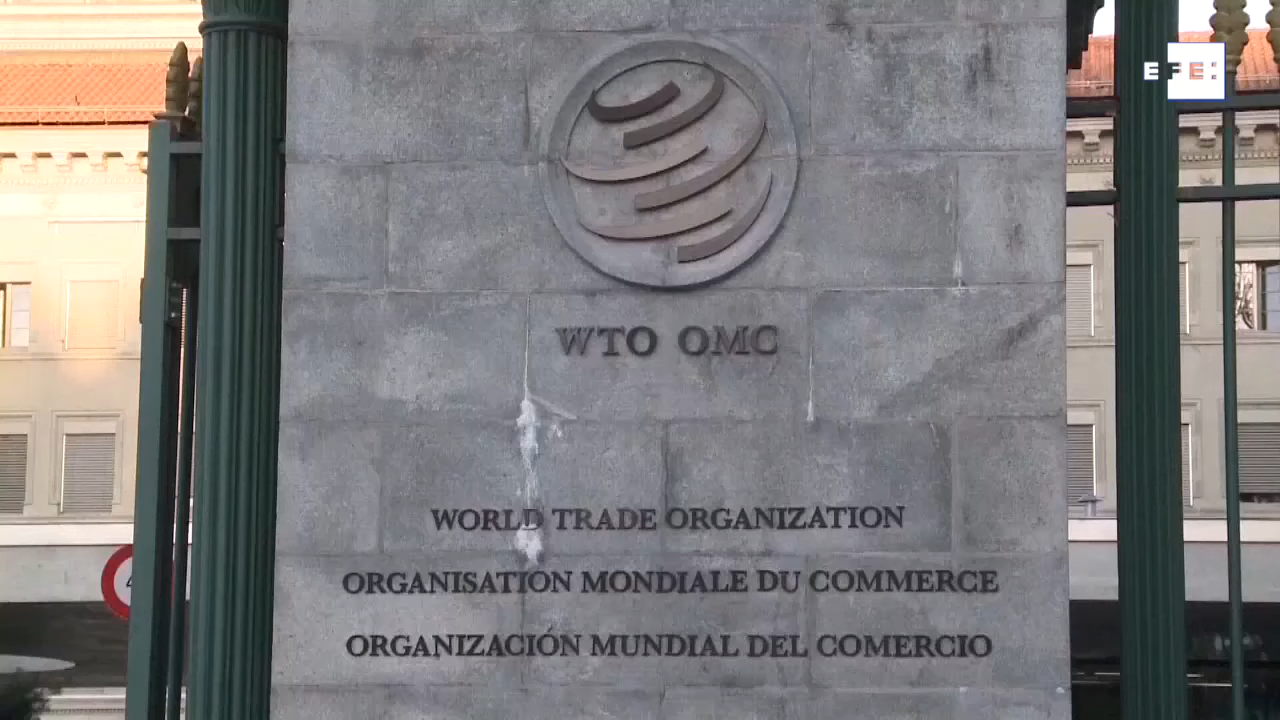 EFE:
WTO OMC
WORLD TRADE ORGANIZATION
ORGANISATION MONDIALE DU COMMERCE
ORGANIZACIÓN MUNDIAL DEL COMERCIO